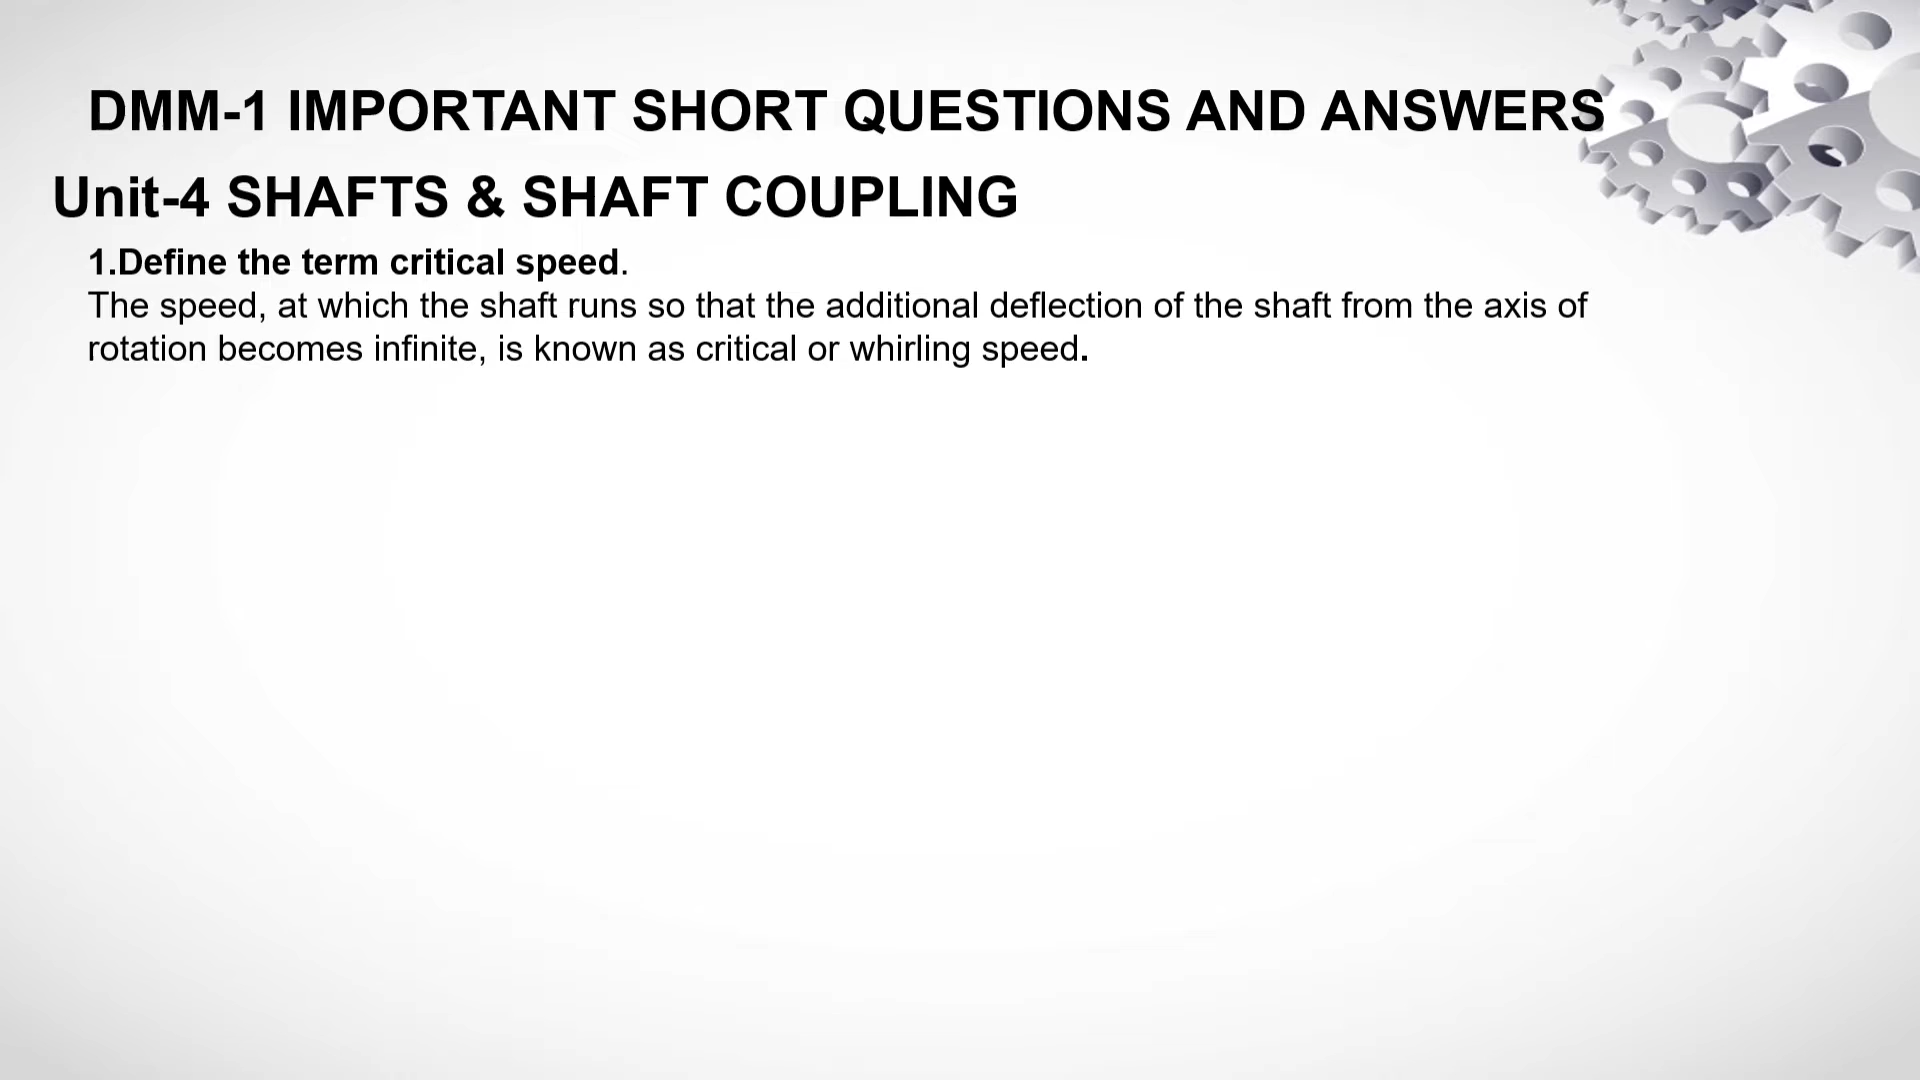 DMM-1 IMPORTANT SHORT QUESTIONS AND ANSWERS
Unit-4 SHAFTS & SHAFT COUPLING
1.Define the term critical speed.
The speed, at which the shaft runs so that the additional deflection of the shaft from the axis of
rotation becomes infinite, is known as critical or whirling speed.